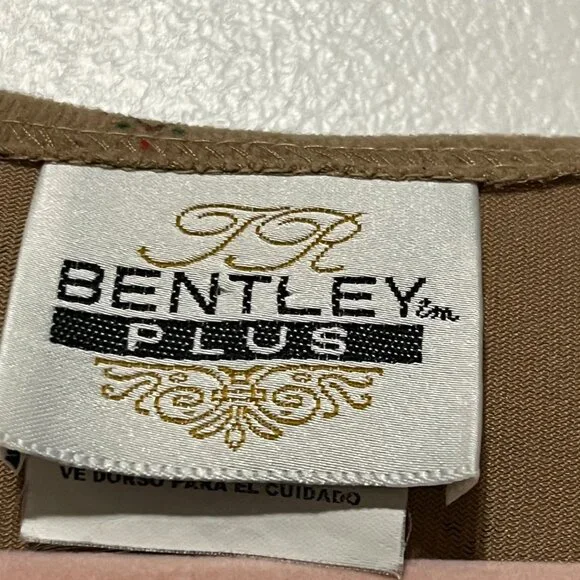 TR
BENTLEY tm
PLUS
VE DORSO PARA EL CUIDADO